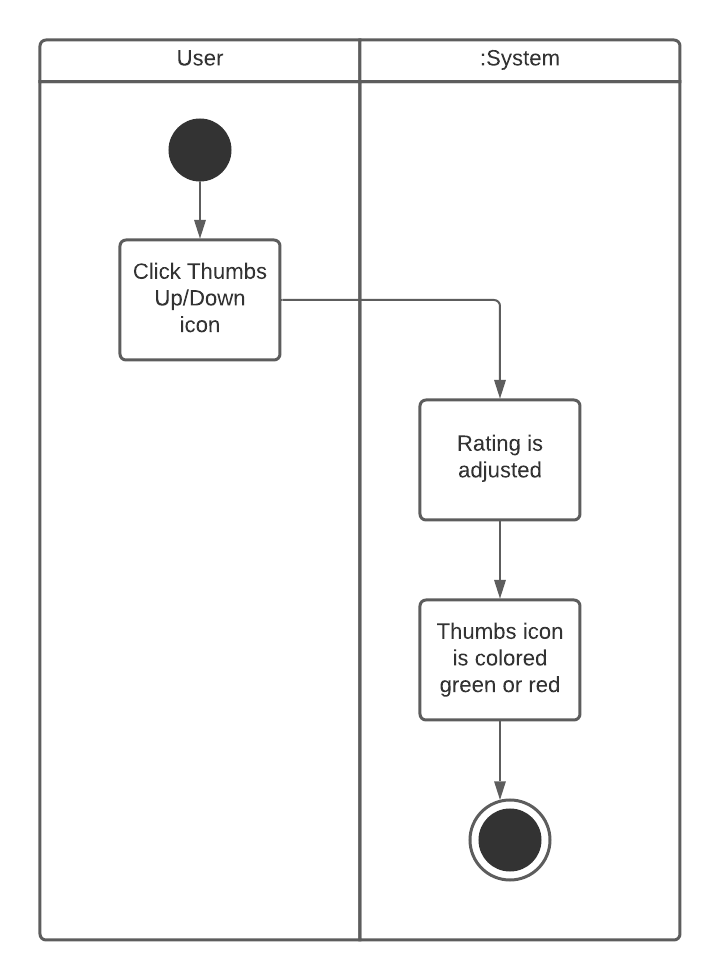 User
:System
Click Thumbs
Up/Down
icon
Rating is
adjusted
Thumbs icon
is colored
green or red